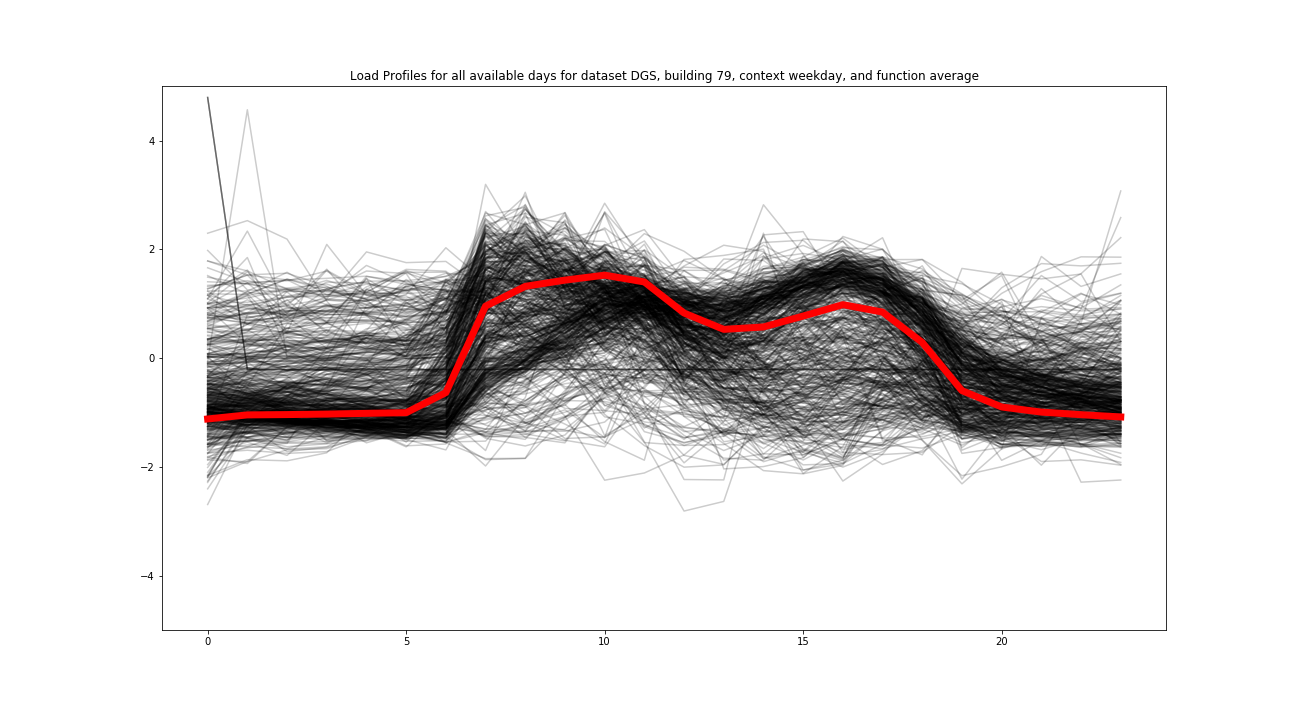 Load Profiles for all available days for dataset DGS, building 79, context weekday, and function average
4
2
0
−2
−4
0 5 10 15 20